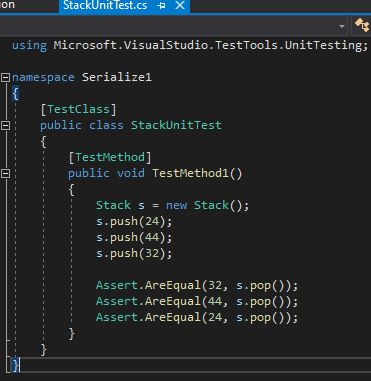 ion
StackUnitTest.cs
using Microsoft.VisualStudio.TestTools.UnitTesting;
namespace Serialize1
{
[TestClass]
public class StackUnitTest
{
[TestMethod]
public void TestMethod1()
{
Stack s = new Stack();
s.push(24);
s.push(44);
s.push(32);
Assert.AreEqual(32, s.pop());
Assert.AreEqual(44, s.pop());
Assert.AreEqual(24, s.pop());
}
}
}